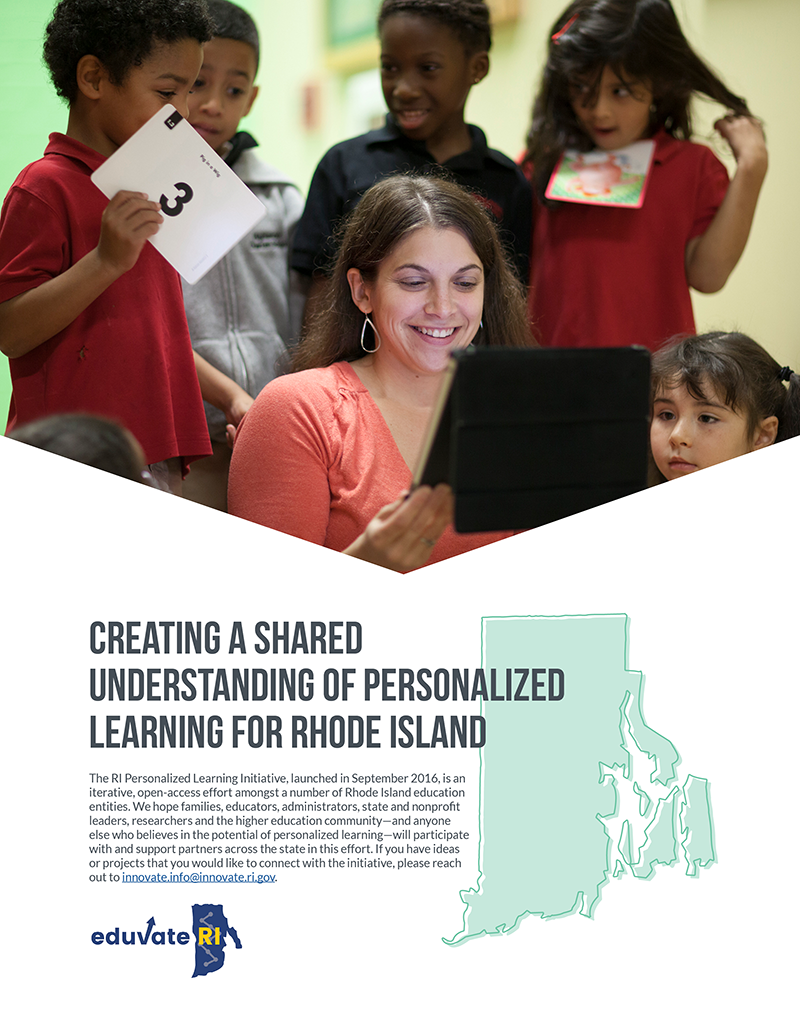 3
Pig in a Wig
CREATING A SHARED
UNDERSTANDING OF PERSONALIZED
LEARNING FOR RHODE ISLAND
The RI Personalized Learning Initiative, launched in September 2016, is an
iterative, open-access effort amongst a number of Rhode Island education
entities. We hope families, educators, administrators, state and nonprofit
leaders, researchers and the higher education community—and anyone
else who believes in the potential of personalized learning—will participate
with and support partners across the state in this effort. If you have ideas
or projects that you would like to connect with the initiative, please reach
out to innovate.info@innovate.ri.gov.
eduvate RI